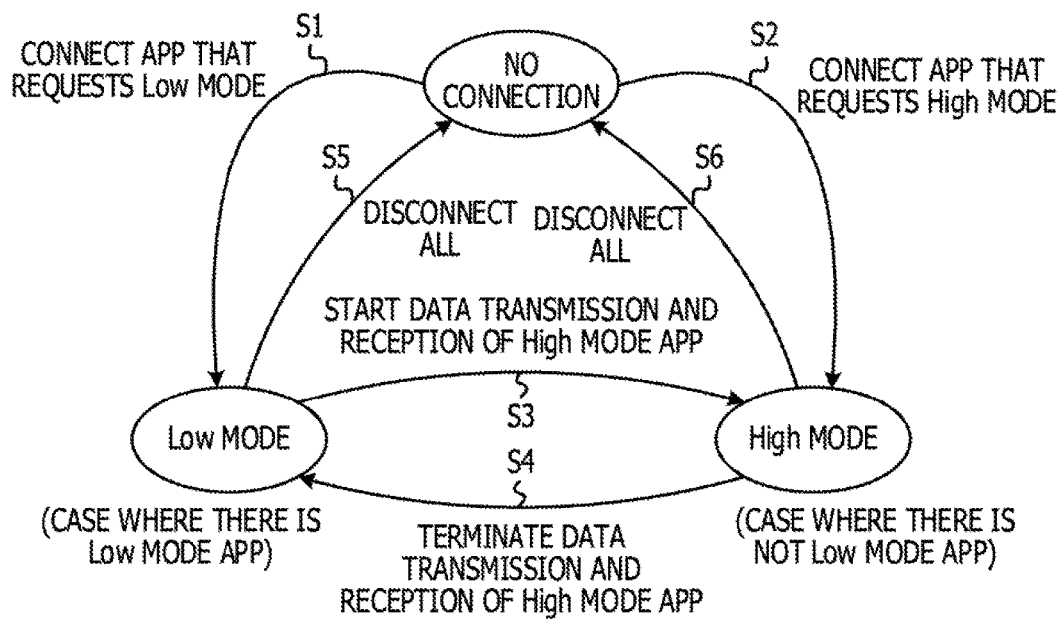 S1
S2
CONNECT APP THAT
REQUESTS Low MODE
NO
CONNECTION
CONNECT APP THAT
REQUESTS High MODE
S5
S6
DISCONNECT
ALL
DISCONNECT
ALL
START DATA TRANSMISSION AND
RECEPTION OF High MODE APP
S3
Low MODE
High MODE
S4
(CASE WHERE THERE IS
Low MODE APP)
(CASE WHERE THERE IS
NOT Low MODE APP)
TERMINATE DATA
TRANSMISSION AND
RECEPTION OF High MODE APP